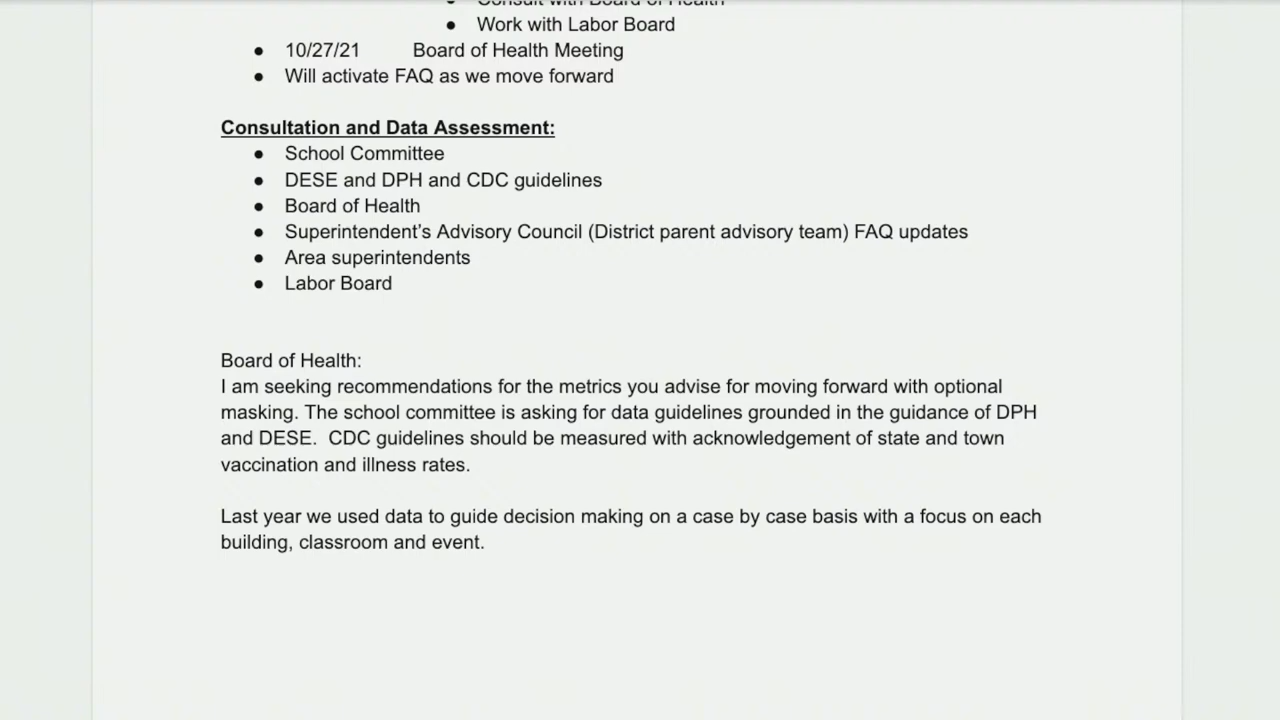 Consult with Board of Health
● Work with Labor Board
● 10/27/21 Board of Health Meeting
● Will activate FAQ as we move forward
Consultation and Data Assessment:
● School Committee
● DESE and DPH and CDC guidelines
● Board of Health
● Superintendent’s Advisory Council (District parent advisory team) FAQ updates
● Area superintendents
● Labor Board
Board of Health:
I am seeking recommendations for the metrics you advise for moving forward with optional
masking. The school committee is asking for data guidelines grounded in the guidance of DPH
and DESE.  CDC guidelines should be measured with acknowledgement of state and town
vaccination and illness rates.
Last year we used data to guide decision making on a case by case basis with a focus on each
building, classroom and event.